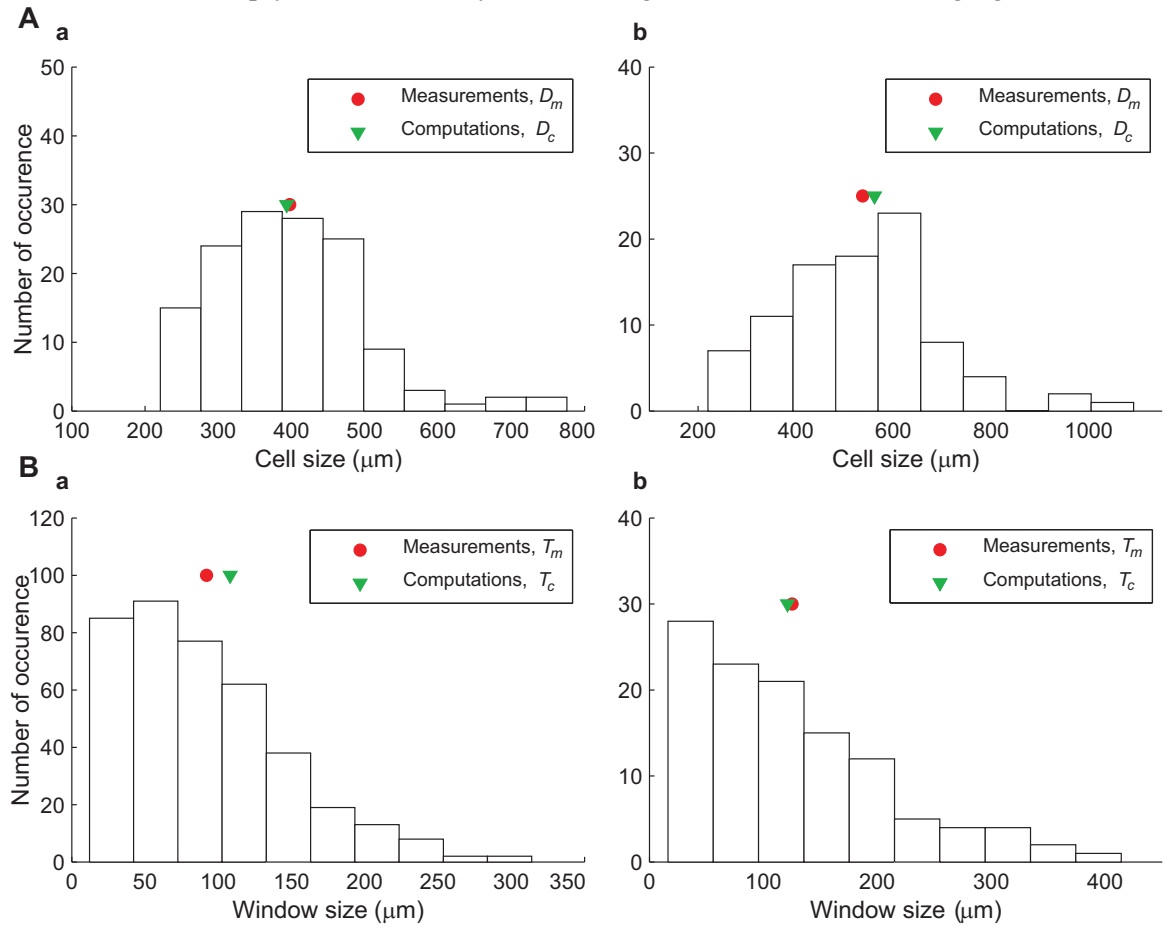 A
a
50
40
30
20
10
0
Number of occurence
Measurements, Dm
Computations, Dc
100 200 300 400 500 600 700 800
Cell size (μm)
b
40
30
20
10
0
Measurements, Dm
Computations, Dc
200 400 600 800 1000
Cell size (μm)
B
a
120
100
80
60
40
20
0
Number of occurence
Measurements, Tm
Computations, Tc
0 50 100 150 200 250 300 350
Window size (μm)
b
40
30
20
10
0
Measurements, Tm
Computations, Tc
0 100 200 300 400
Window size (μm)